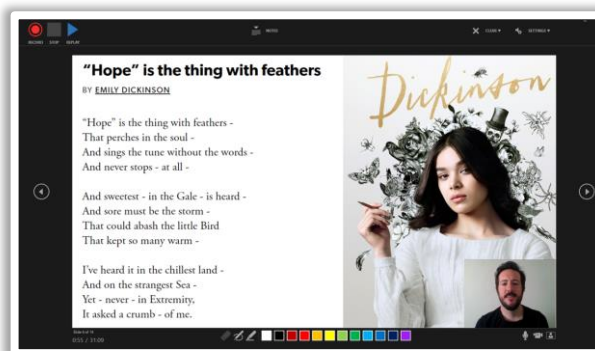 NOTES
CLEAR
SETTINGS
RECORD STOP REPLAY
"Hope" is the thing with feathers
BY EMILY DICKINSON
"Hope" is the thing with feathers -
That perches in the soul -
And sings the tune without the words -
And never stops - at all -
And sweetest - in the Gale - is heard -
And sore must be the storm -
That could abash the little Bird
That kept so many warm -
I've heard it in the chillest land -
And on the strangest Sea -
Yet - never - in Extremity,
It asked a crumb - of me.
Dickinson